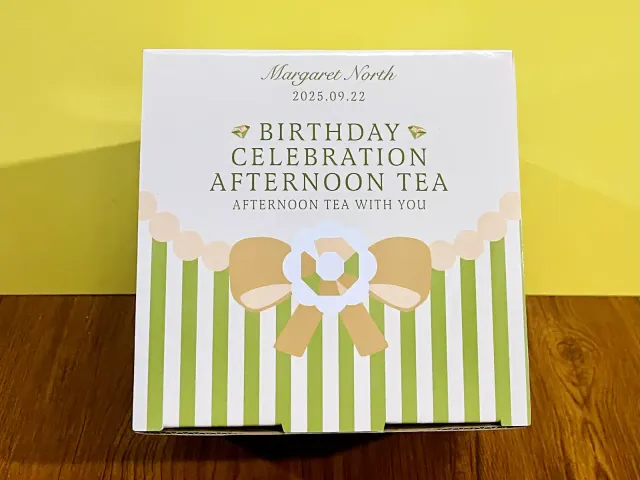 Margaret North
2025.09.22
BIRTHDAY
CELEBRATION
AFTERNOON TEA
AFTERNOON TEA WITH YOU